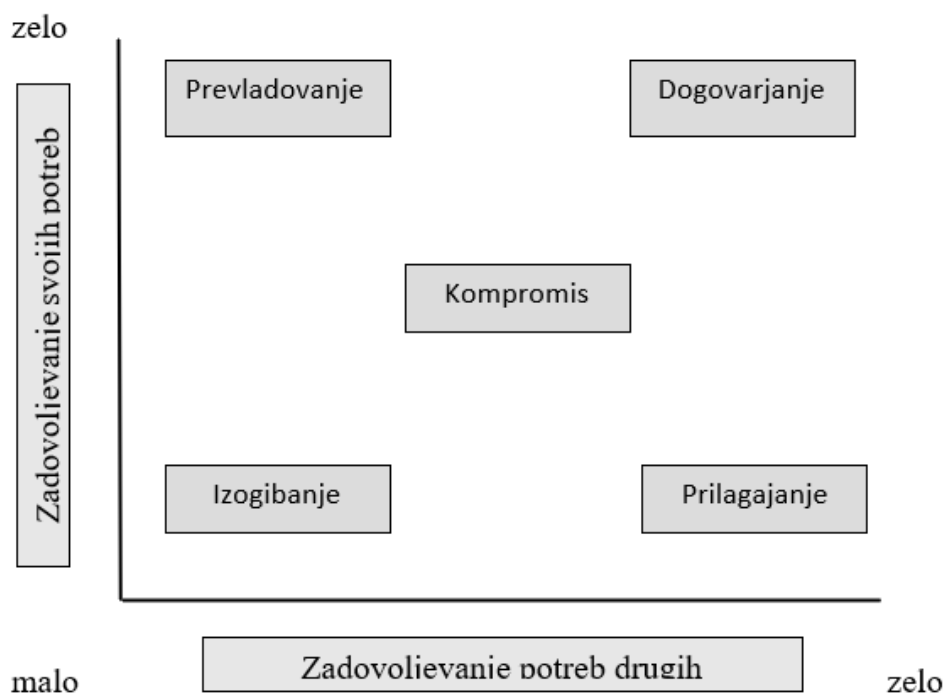 zelo
Prevladovanje
Dogovarjanje
Zadovoljevanje svojih potreb
Kompromis
Izogibanje
Prilagajanje
Zadovoljevanje potreb drugih
malo
zelo